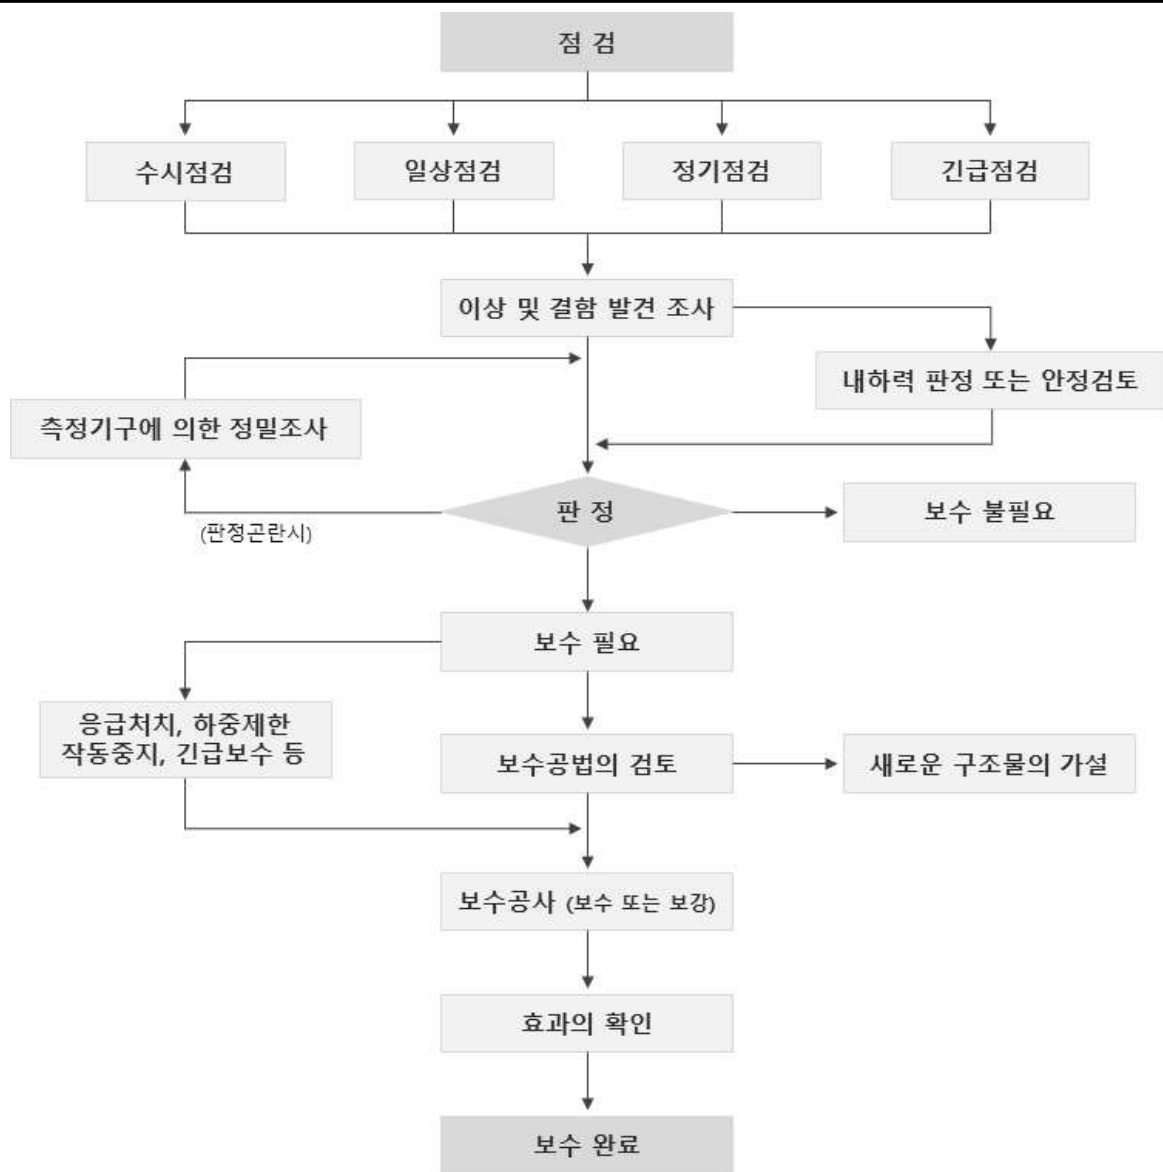 점 검
수시점검
일상점검
정기점검
긴급점검
이상 및 결함 발견 조사
내하력 판정 또는 안정검토
측정기구에 의한 정밀조사
판 정
보수 불필요
(판정곤란시)
보수 필요
응급처치, 하중제한
작동중지, 긴급보수 등
보수공법의 검토
새로운 구조물의 가설
보수공사 (보수 또는 보강)
효과의 확인
보수 완료